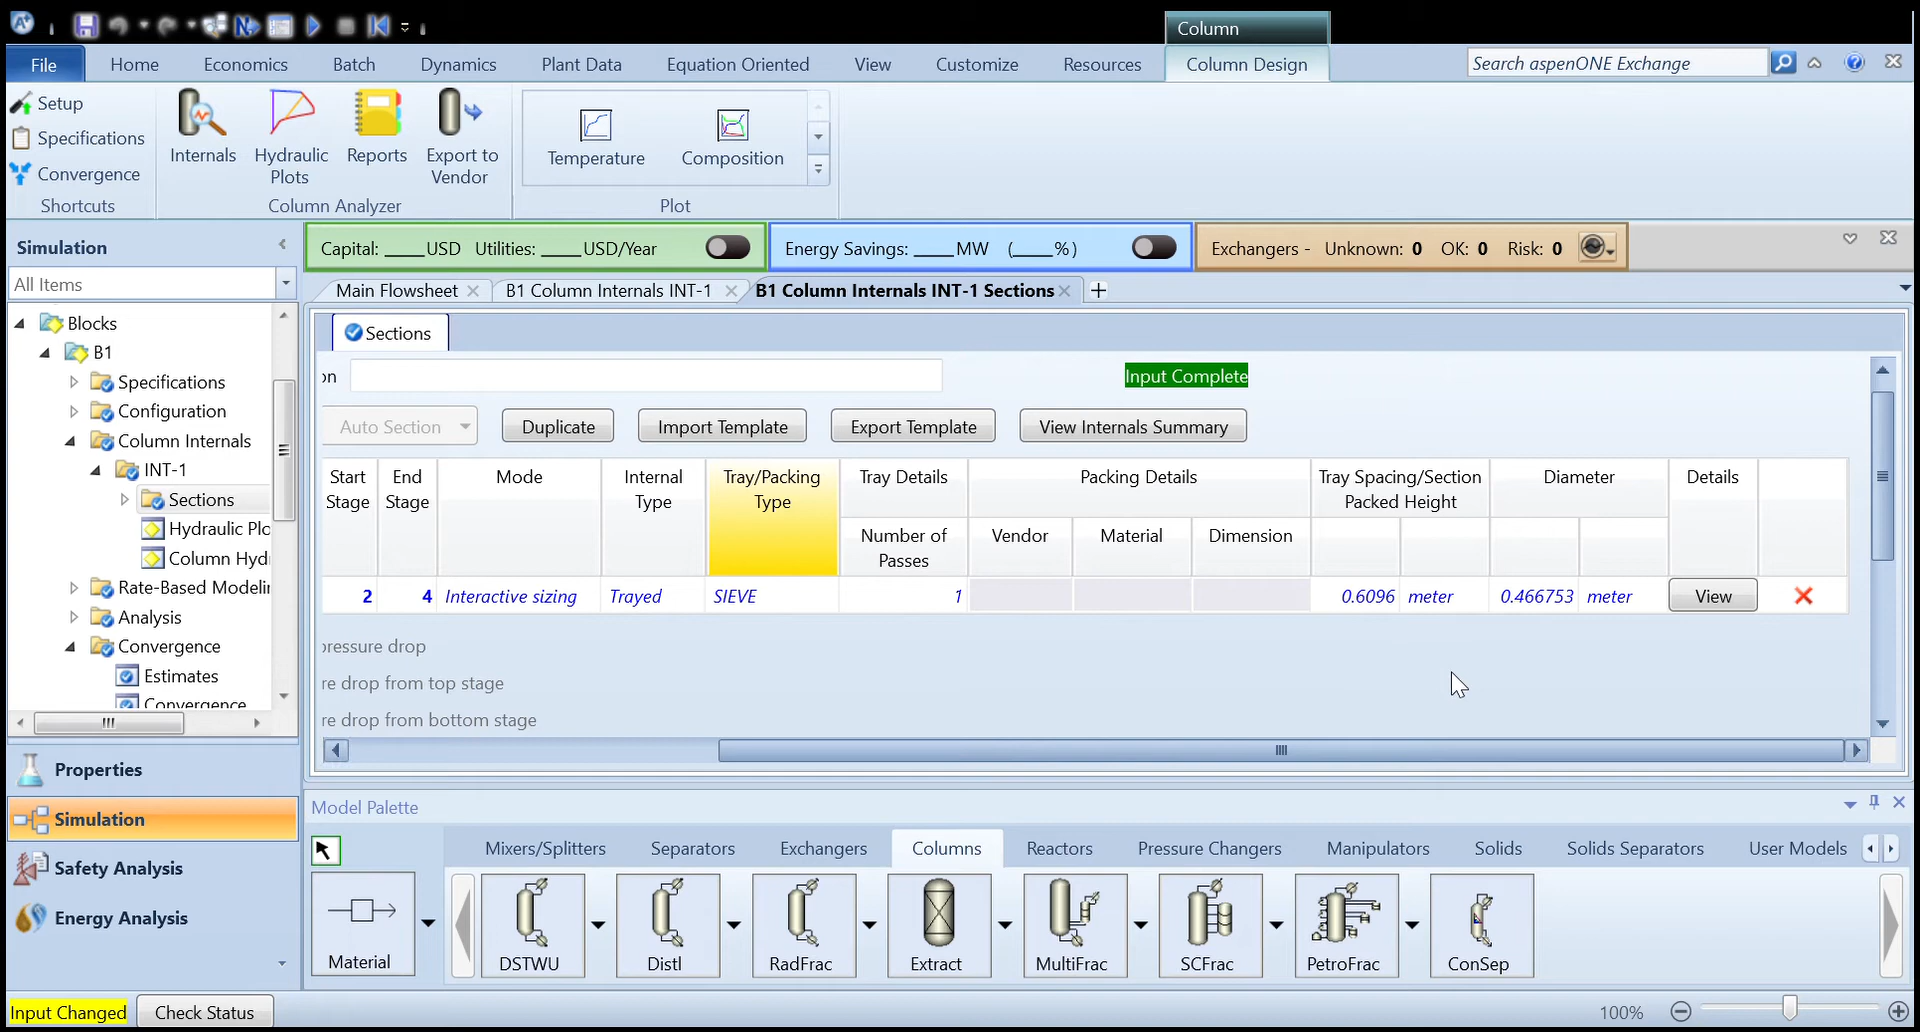 Column
File Home Economics Batch Dynamics Plant Data Equation Oriented View Customize Resources Column Design Search aspenONE Exchange
Setup
Specifications
Convergence
Shortcuts
Internals
Hydraulic
Plots
Reports
Export to
Vendor
Column Analyzer
Temperature
Composition
Plot
Simulation
All Items
Capital: ____USD Utilities: ____USD/Year
Energy Savings: ____MW (____%)
Exchangers - Unknown: 0 OK: 0 Risk: 0
Main Flowsheet
B1 Column Internals INT-1
B1 Column Internals INT-1 Sections
Blocks
B1
Specifications
Configuration
Column Internals
INT-1
Sections
Hydraulic Plo
Column Hyd
Rate-Based Modelin
Analysis
Convergence
Estimates
Convergence
Sections
on
Input Complete
Auto Section Duplicate Import Template Export Template View Internals Summary
Start
Stage
End
Stage
Mode
Internal
Type
Tray/Packing
Type
Tray Details
Number of
Passes
Packing Details
Vendor Material Dimension
Tray Spacing/Section
Packed Height
Diameter
Details
2 4 Interactive sizing Trayed SIEVE 1 0.6096 meter 0.466753 meter View
pressure drop
re drop from top stage
re drop from bottom stage
Properties
Simulation
Safety Analysis
Energy Analysis
Model Palette
Mixers/Splitters Separators Exchangers Columns Reactors Pressure Changers Manipulators Solids Solids Separators User Models
Material DSTWU Distl RadFrac Extract MultiFrac SCFrac PetroFrac ConSep
Input Changed Check Status 100%